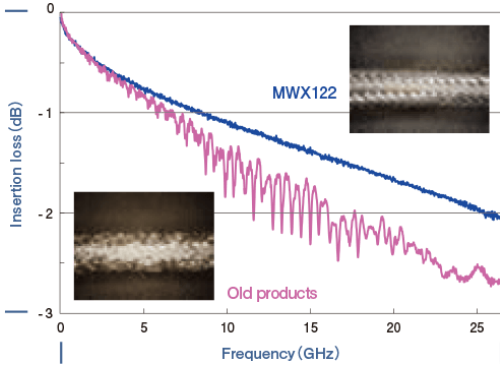 0
MWX122
-1
Insertion loss (dB)
-2
Old products
-3
0 5 10 15 20 25
Frequency (GHz)